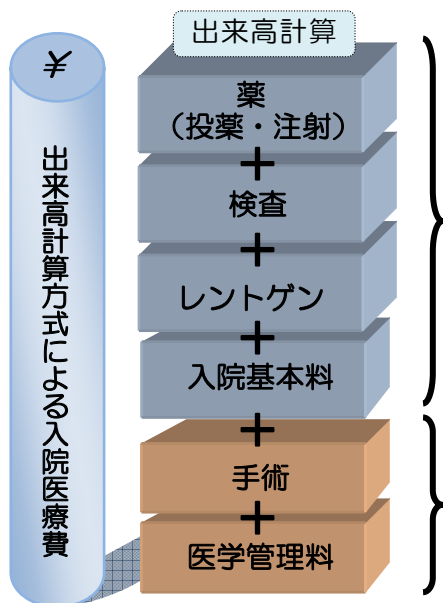 出来高計算
¥
出来高計算方式による入院医療費
薬
(投薬・注射)
+
検査
+
レントゲン
+
入院基本料
+
手術
+
医学管理料